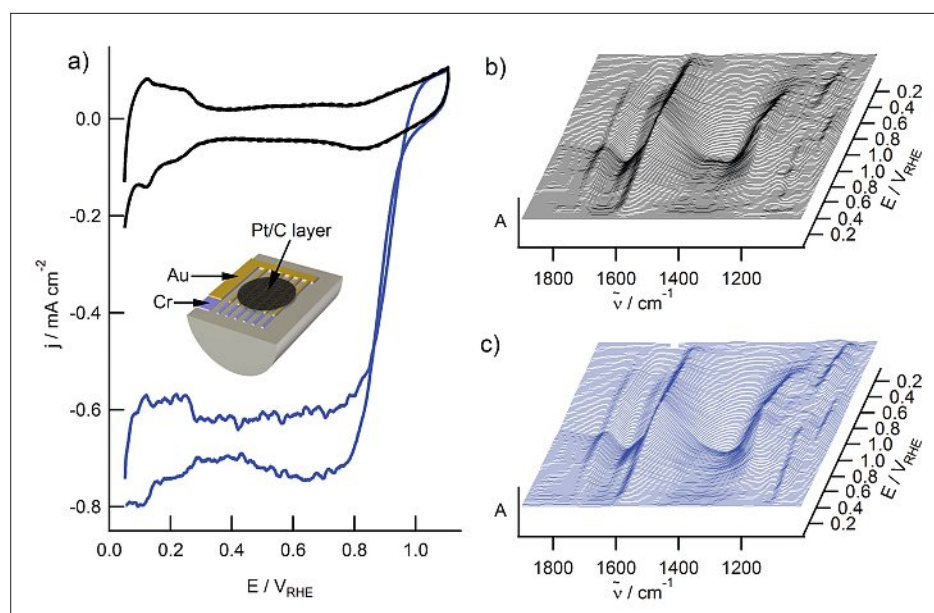 a)
0.0
-0.2
-0.4
-0.6
-0.8
j / mA cm⁻²
0.0 0.2 0.4 0.6 0.8 1.0
E / V_RHE
Pt/C layer
Au
Cr
b)
A
1800 1600 1400 1200
ν̃ / cm⁻¹
0.2
0.4
0.6
0.8
1.0
0.8
0.6
0.4
0.2
E / V_RHE
c)
A
1800 1600 1400 1200
ν̃ / cm⁻¹
0.2
0.4
0.6
0.8
1.0
0.8
0.6
0.4
0.2
E / V_RHE